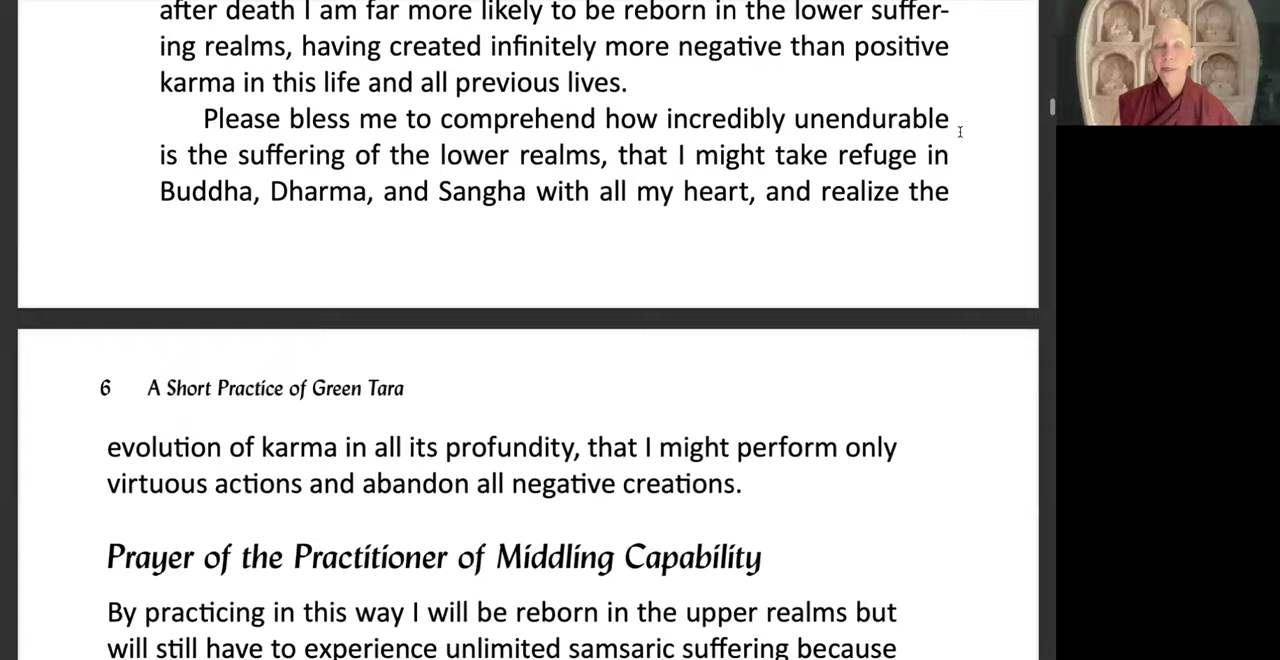 after death I am far more likely to be reborn in the lower suffer-
ing realms, having created infinitely more negative than positive
karma in this life and all previous lives.
Please bless me to comprehend how incredibly unendurable
is the suffering of the lower realms, that I might take refuge in
Buddha, Dharma, and Sangha with all my heart, and realize the
6 A Short Practice of Green Tara
evolution of karma in all its profundity, that I might perform only
virtuous actions and abandon all negative creations.
Prayer of the Practitioner of Middling Capability
By practicing in this way I will be reborn in the upper realms but
will still have to experience unlimited samsaric suffering because